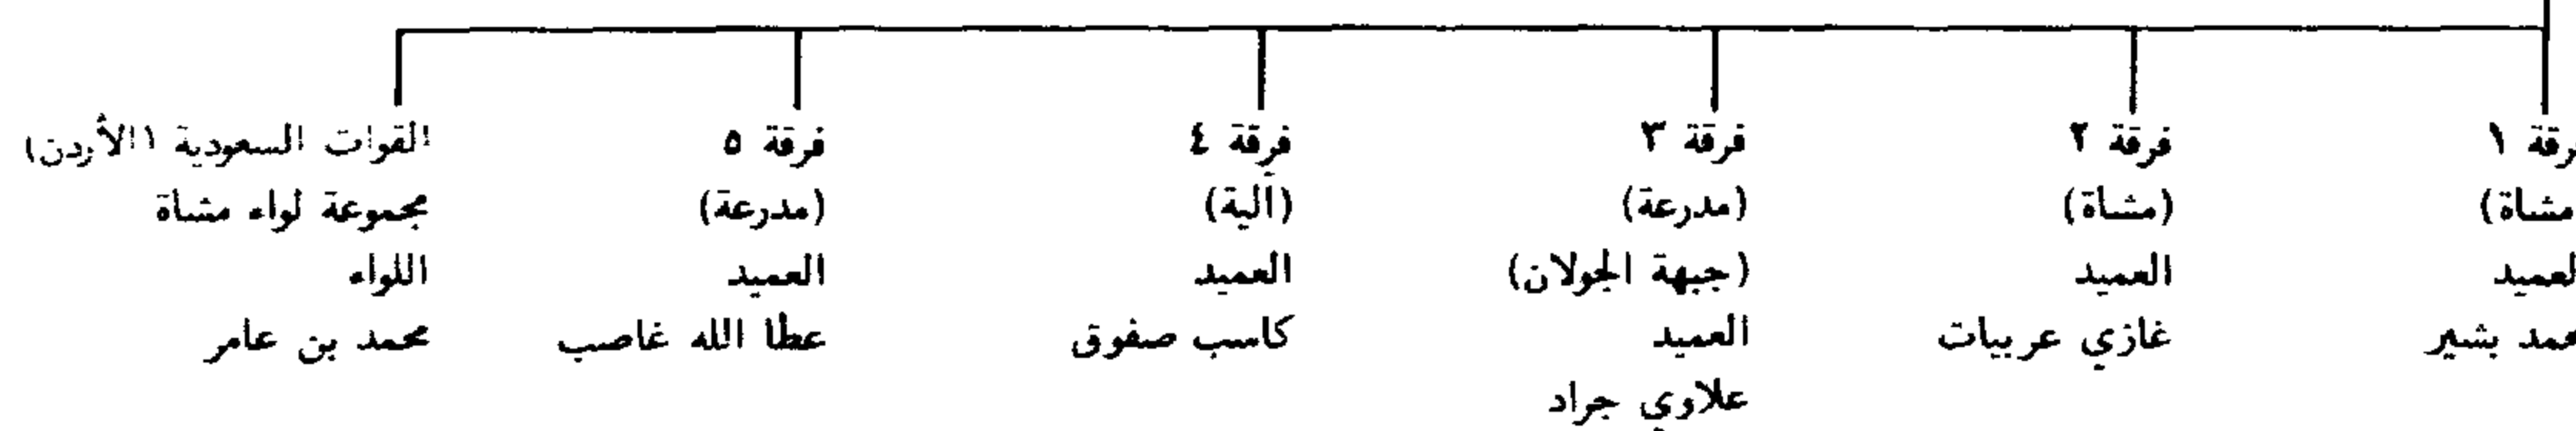 فرقة ١
(مشاة)
العميد
محمد بشير
فرقة ٢
(مشاة)
العميد
غازي عربيات
فرقة ٣
(مدرعة)
(جبهة الجولان)
العميد
علاوي جراد
فرقة ٤
(آلية)
العميد
كاسب صفوق
فرقة ٥
(مدرعة)
العميد
عطا الله غاصب
القوات السعودية (الأردن)
مجموعة لواء مشاة
اللواء
محمد بن عامر